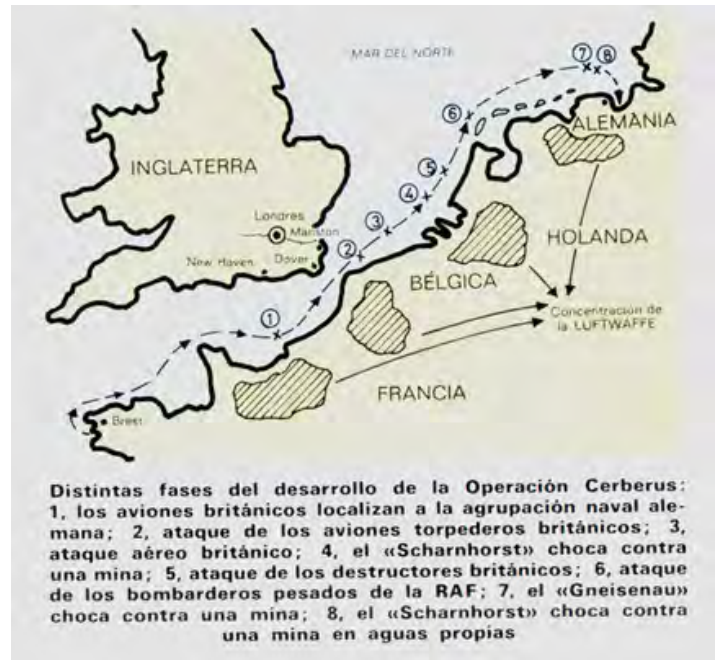 MAR DEL NORTE
⑦ ⑧
⑥
ALEMANIA
INGLATERRA
⑤
④
Londres
Manston
③
HOLANDA
New Haven
Dover
②
BÉLGICA
①
Concentración de
la LUFTWAFFE
FRANCIA
Brest
Distintas fases del desarrollo de la Operación Cerberus:
1, los aviones británicos localizan a la agrupación naval ale-
mana; 2, ataque de los aviones torpederos británicos; 3,
ataque aéreo británico; 4, el «Scharnhorst» choca contra
una mina; 5, ataque de los destructores británicos; 6, ataque
de los bombarderos pesados de la RAF; 7, el «Gneisenau»
choca contra una mina; 8, el «Scharnhorst» choca contra
una mina en aguas propias